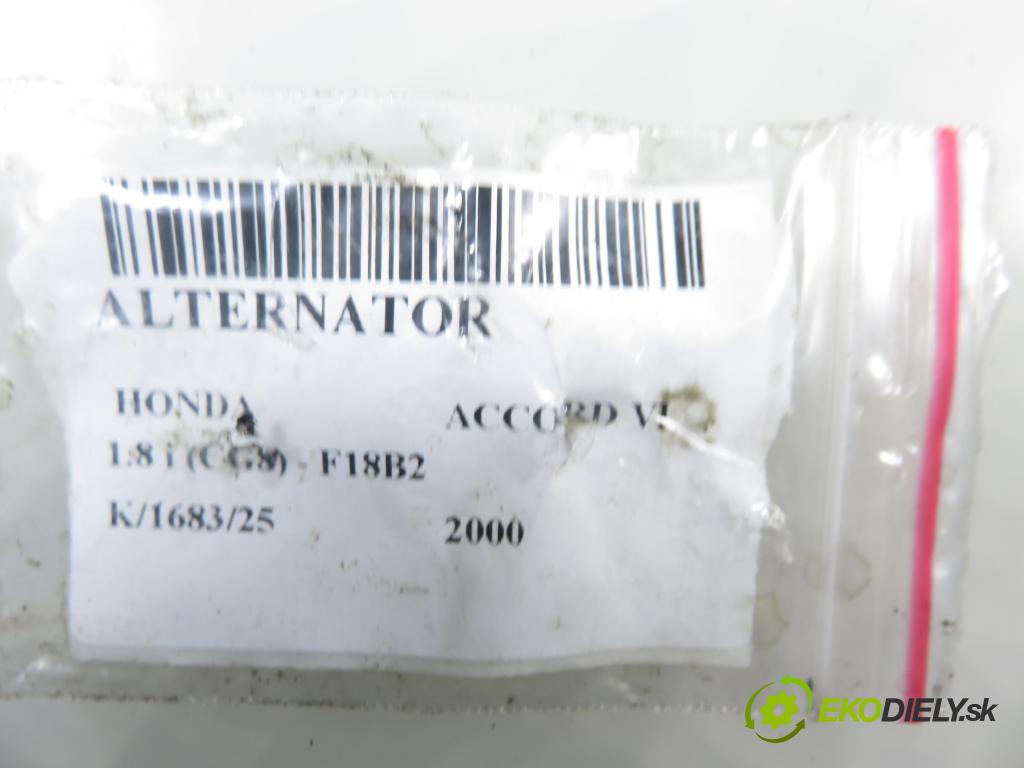 ALTERNATOR
HONDA ACCORD VI
1.8 i (CG8) - F18B2
K/1683/25 2000
EKODIELY.sk